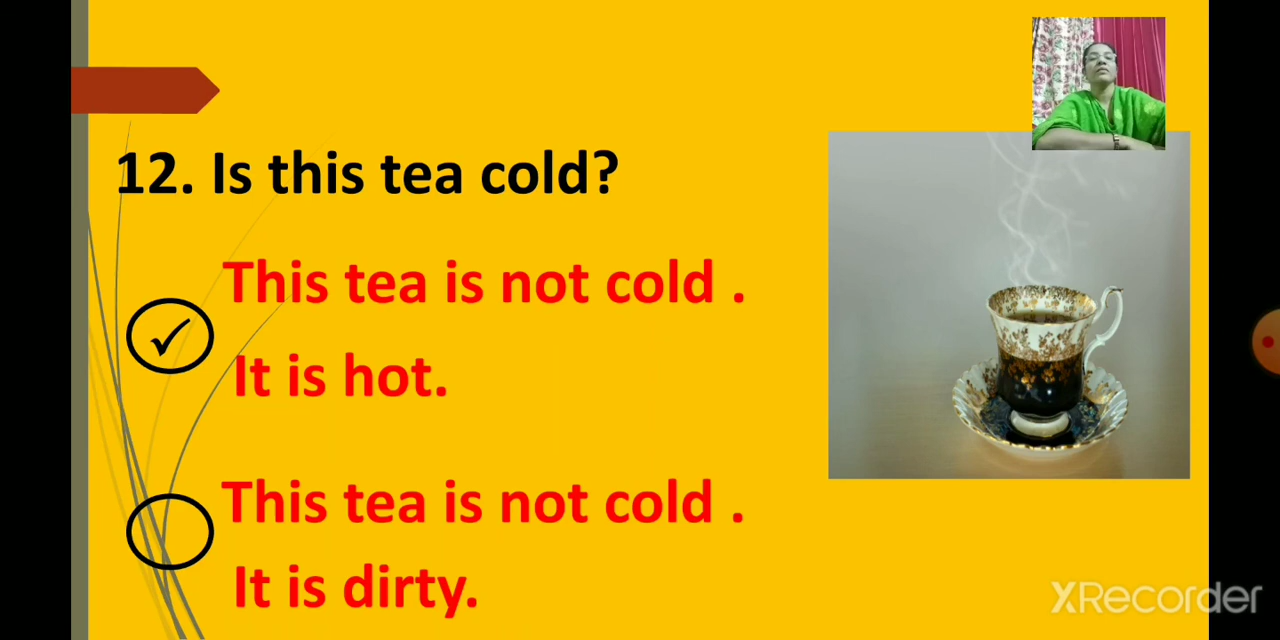 12. Is this tea cold?
This tea is not cold .
It is hot.
This tea is not cold .
It is dirty.
XRecorder